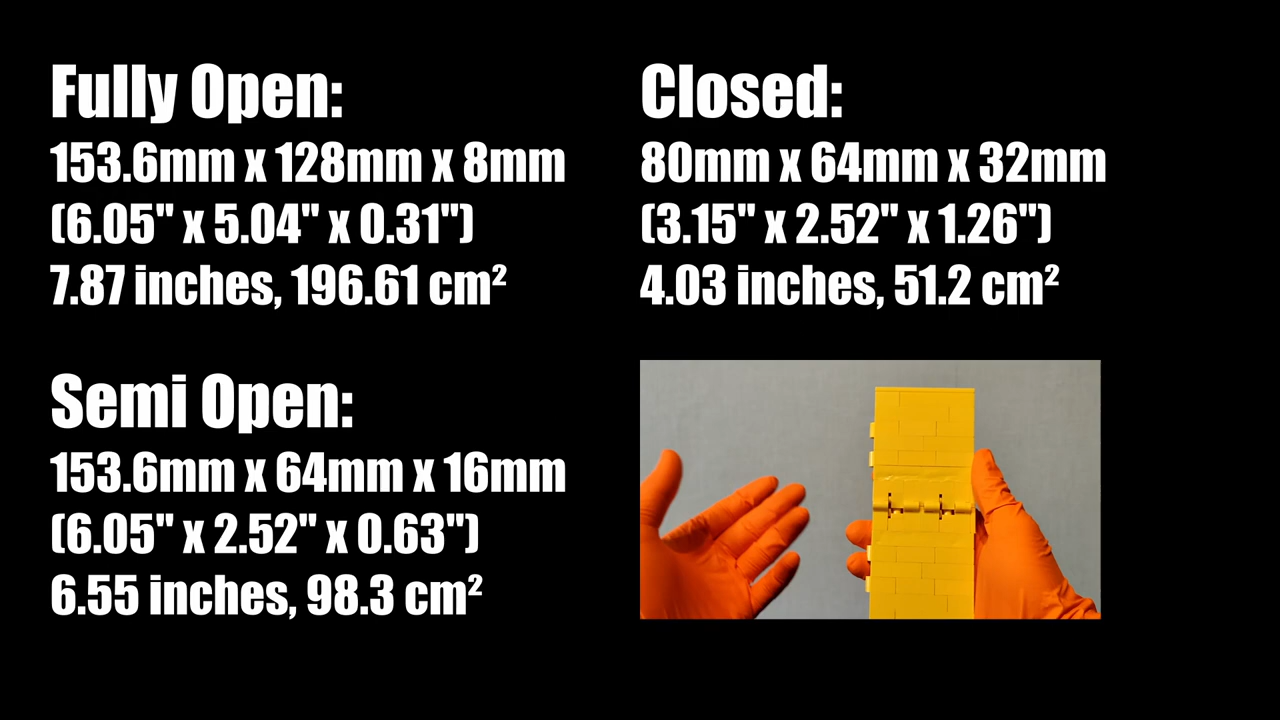 Fully Open:
153.6mm x 128mm x 8mm
(6.05" x 5.04" x 0.31")
7.87 inches, 196.61 cm²
Semi Open:
153.6mm x 64mm x 16mm
(6.05" x 2.52" x 0.63")
6.55 inches, 98.3 cm²
Closed:
80mm x 64mm x 32mm
(3.15" x 2.52" x 1.26")
4.03 inches, 51.2 cm²